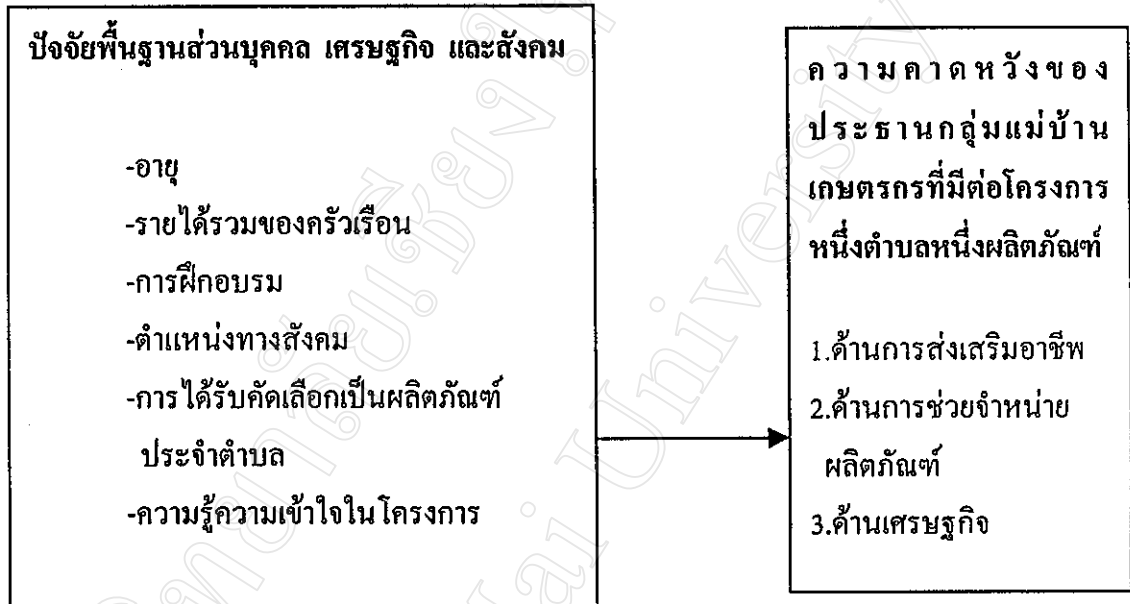 ปัจจัยพื้นฐานส่วนบุคคล เศรษฐกิจ และสังคม
-อายุ
-รายได้รวมของครัวเรือน
-การฝึกอบรม
-ตำแหน่งทางสังคม
-การได้รับคัดเลือกเป็นผลิตภัณฑ์
ประจำตำบล
-ความรู้ความเข้าใจในโครงการ
ความคาดหวังของ
ประธานกลุ่มแม่บ้าน
เกษตรกรที่มีต่อโครงการ
หนึ่งตำบลหนึ่งผลิตภัณฑ์
1.ด้านการส่งเสริมอาชีพ
2.ด้านการช่วยจำหน่าย
ผลิตภัณฑ์
3.ด้านเศรษฐกิจ
University